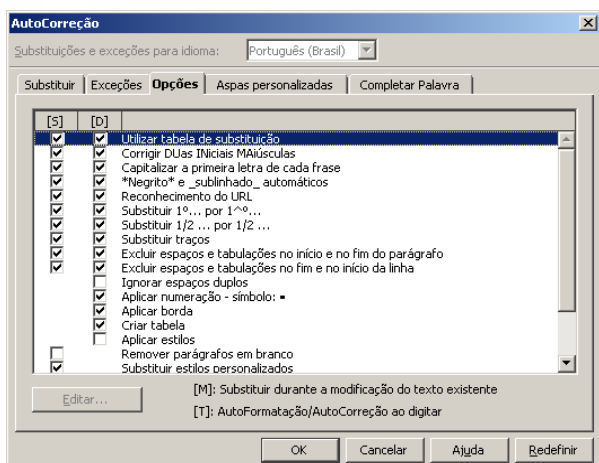 AutoCorreção
Substituições e exceções para idioma: Português (Brasil)
Substituir Exceções Opções Aspas personalizadas Completar Palavra
[S] [D]
Utilizar tabela de substituição
Corrigir DUas INiciais MAiúsculas
Capitalizar a primeira letra de cada frase
*Negrito* e _sublinhado_ automáticos
Reconhecimento do URL
Substituir 1º... por 1^º...
Substituir 1/2 ... por 1/2 ...
Substituir traços
Excluir espaços e tabulações no início e no fim do parágrafo
Excluir espaços e tabulações no fim e no início da linha
Ignorar espaços duplos
Aplicar numeração - símbolo: ▪
Aplicar borda
Criar tabela
Aplicar estilos
Remover parágrafos em branco
Substituir estilos personalizados
Editar...
[M]: Substituir durante a modificação do texto existente
[T]: AutoFormatação/AutoCorreção ao digitar
OK Cancelar Ajuda Redefinir